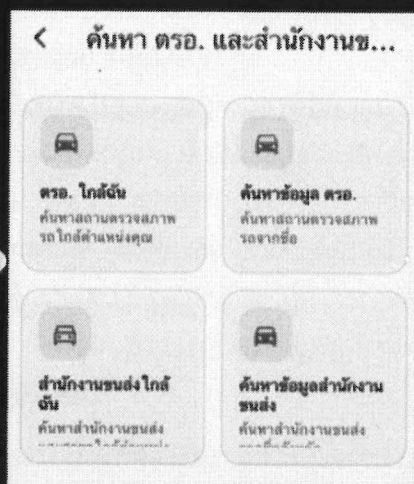 ค้นหา ตรอ. และสำนักงานข...
ตรอ. ใกล้ฉัน
ค้นหาสถานตรวจสภาพ
รถใกล้ตำแหน่งคุณ
ค้นหาข้อมูล ตรอ.
ค้นหาสถานตรวจสภาพ
รถจากชื่อ
สำนักงานขนส่งใกล้
ฉัน
ค้นหาสำนักงานขนส่ง
ค้นหาข้อมูลสำนักงาน
ขนส่ง
ค้นหาสำนักงานขนส่ง